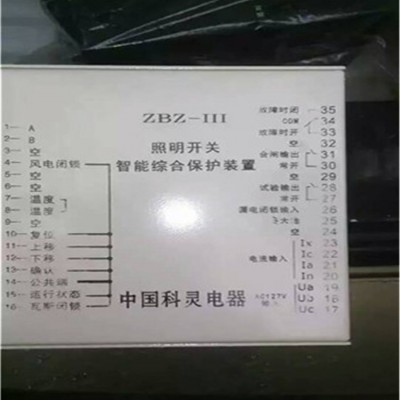 ZBZ-III
照明开关
智能综合保护装置
中国科灵电器
1 A
2 B
3 空
4 风电闭锁
5 空
6 空
7 温度
8 温度
9 空
10 复位
11 上移
12 下移
13 确认
14 公共端
15 运行状态
16 瓦斯闭锁
故障时闭 35
COM 34
故障时开 33
空 32
合闸输出 31
常开 30
空 29
试验输出 28
常开 27
漏电闭锁接入 26
25
空 24
电流输入
Ix 23
Ic 22
Ia 21
In 20
AC127V
输入
Ua 19
Ub 18
Uc 17